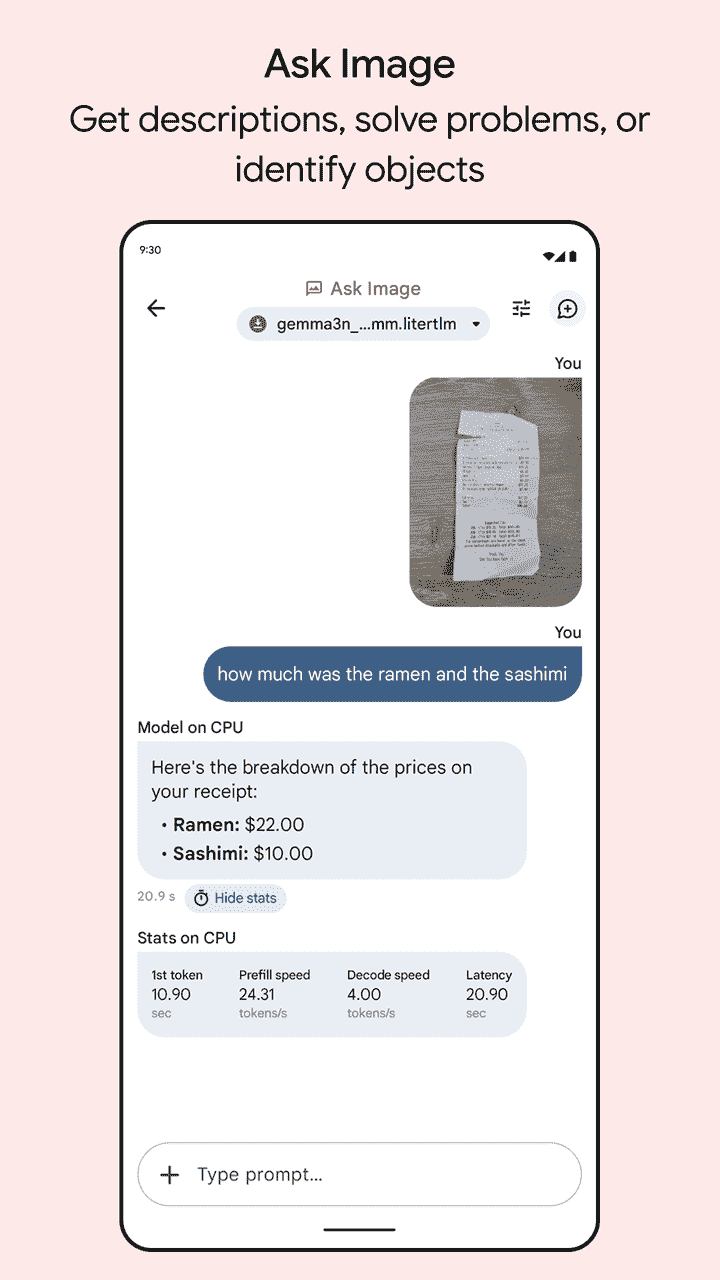 Ask Image
Get descriptions, solve problems, or
identify objects
9:30
Ask Image
gemma3n_...mm.litertlm
You
You
how much was the ramen and the sashimi
Model on CPU
Here's the breakdown of the prices on
your receipt:
• Ramen: $22.00
• Sashimi: $10.00
20.9 s Hide stats
Stats on CPU
1st token Prefill speed Decode speed Latency
10.90 24.31 4.00 20.90
sec tokens/s tokens/s sec
Type prompt...